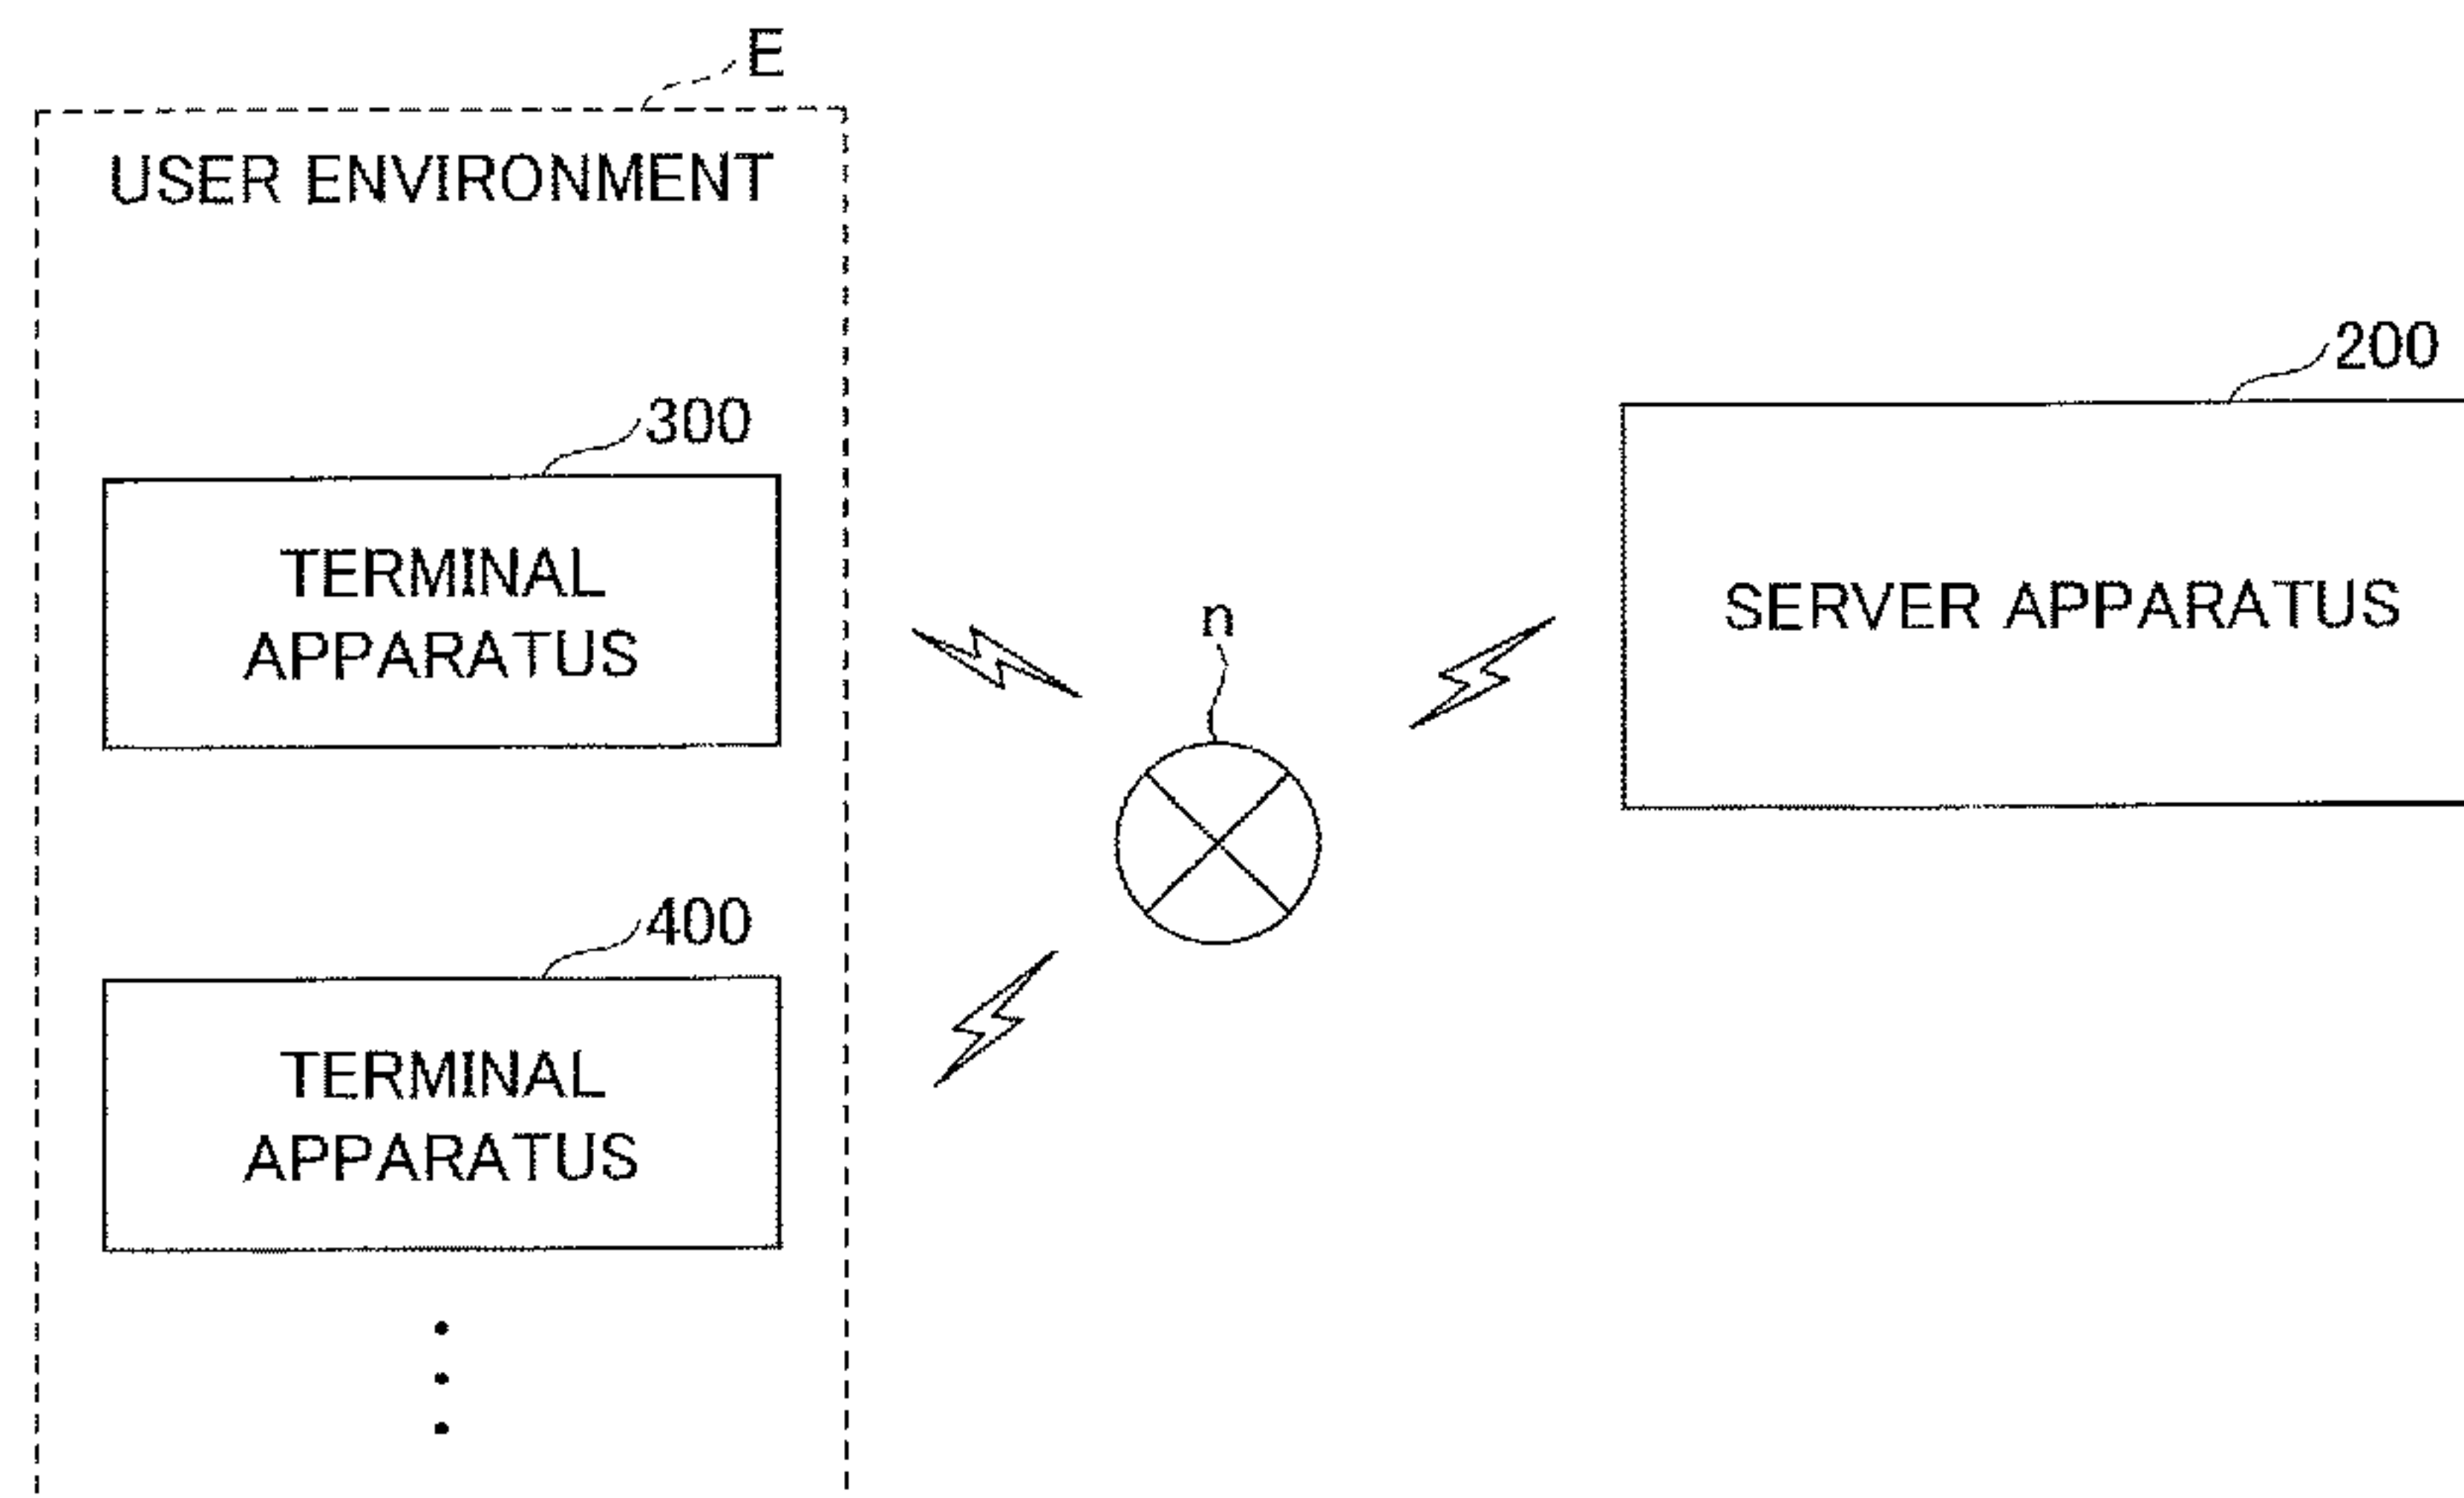 E
USER ENVIRONMENT
300
TERMINAL
APPARATUS
400
TERMINAL
APPARATUS
n
200
SERVER APPARATUS